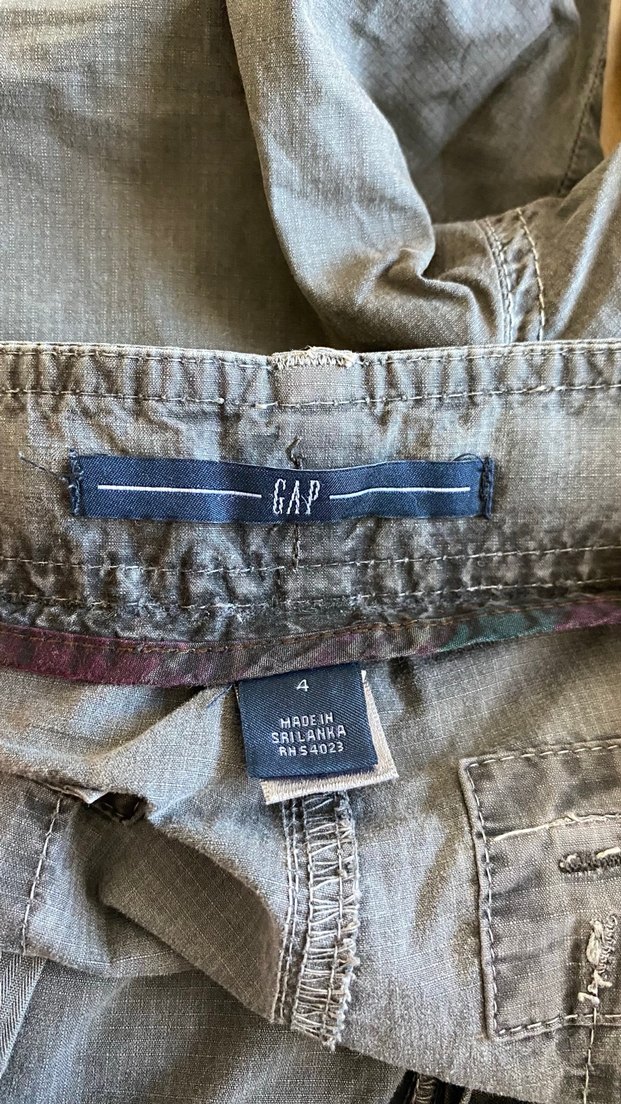 GAP
4
MADE IN
SRI LANKA
RN 54023